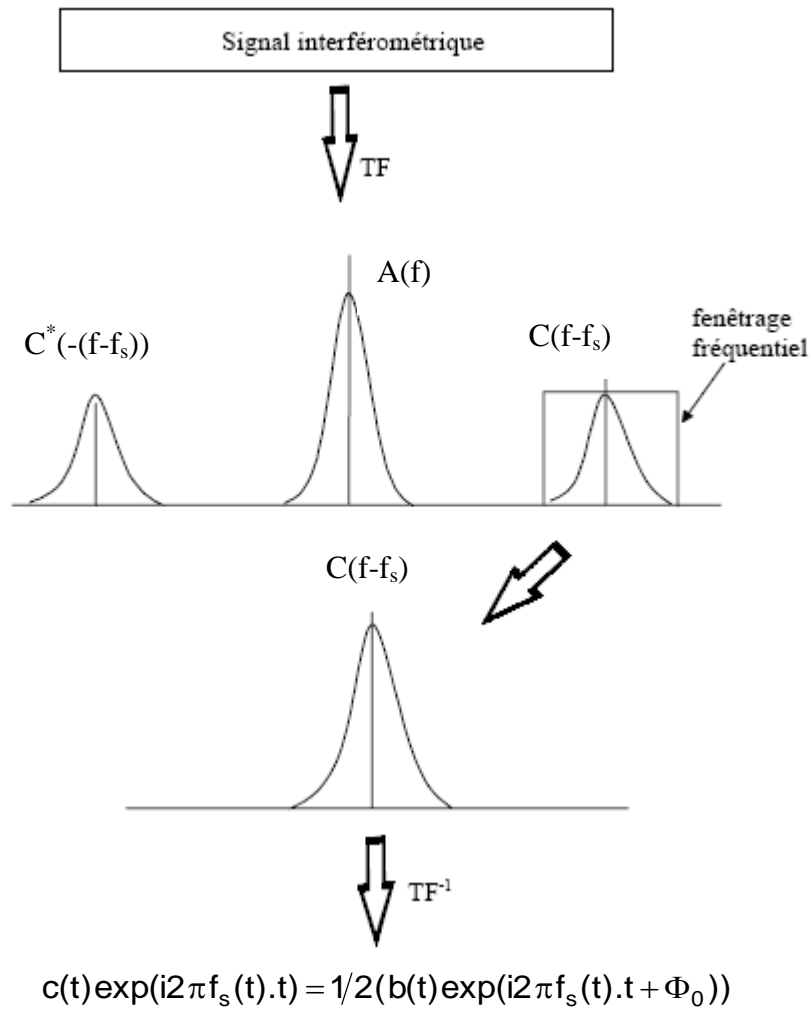 Signal interférométrique
TF
A(f)
C*(-(f-fs))
C(f-fs)
fenêtrage
fréquentiel
C(f-fs)
TF-1
c(t)exp(i2πfs(t).t)=1/2(b(t)exp(i2πfs(t).t+Φ0))